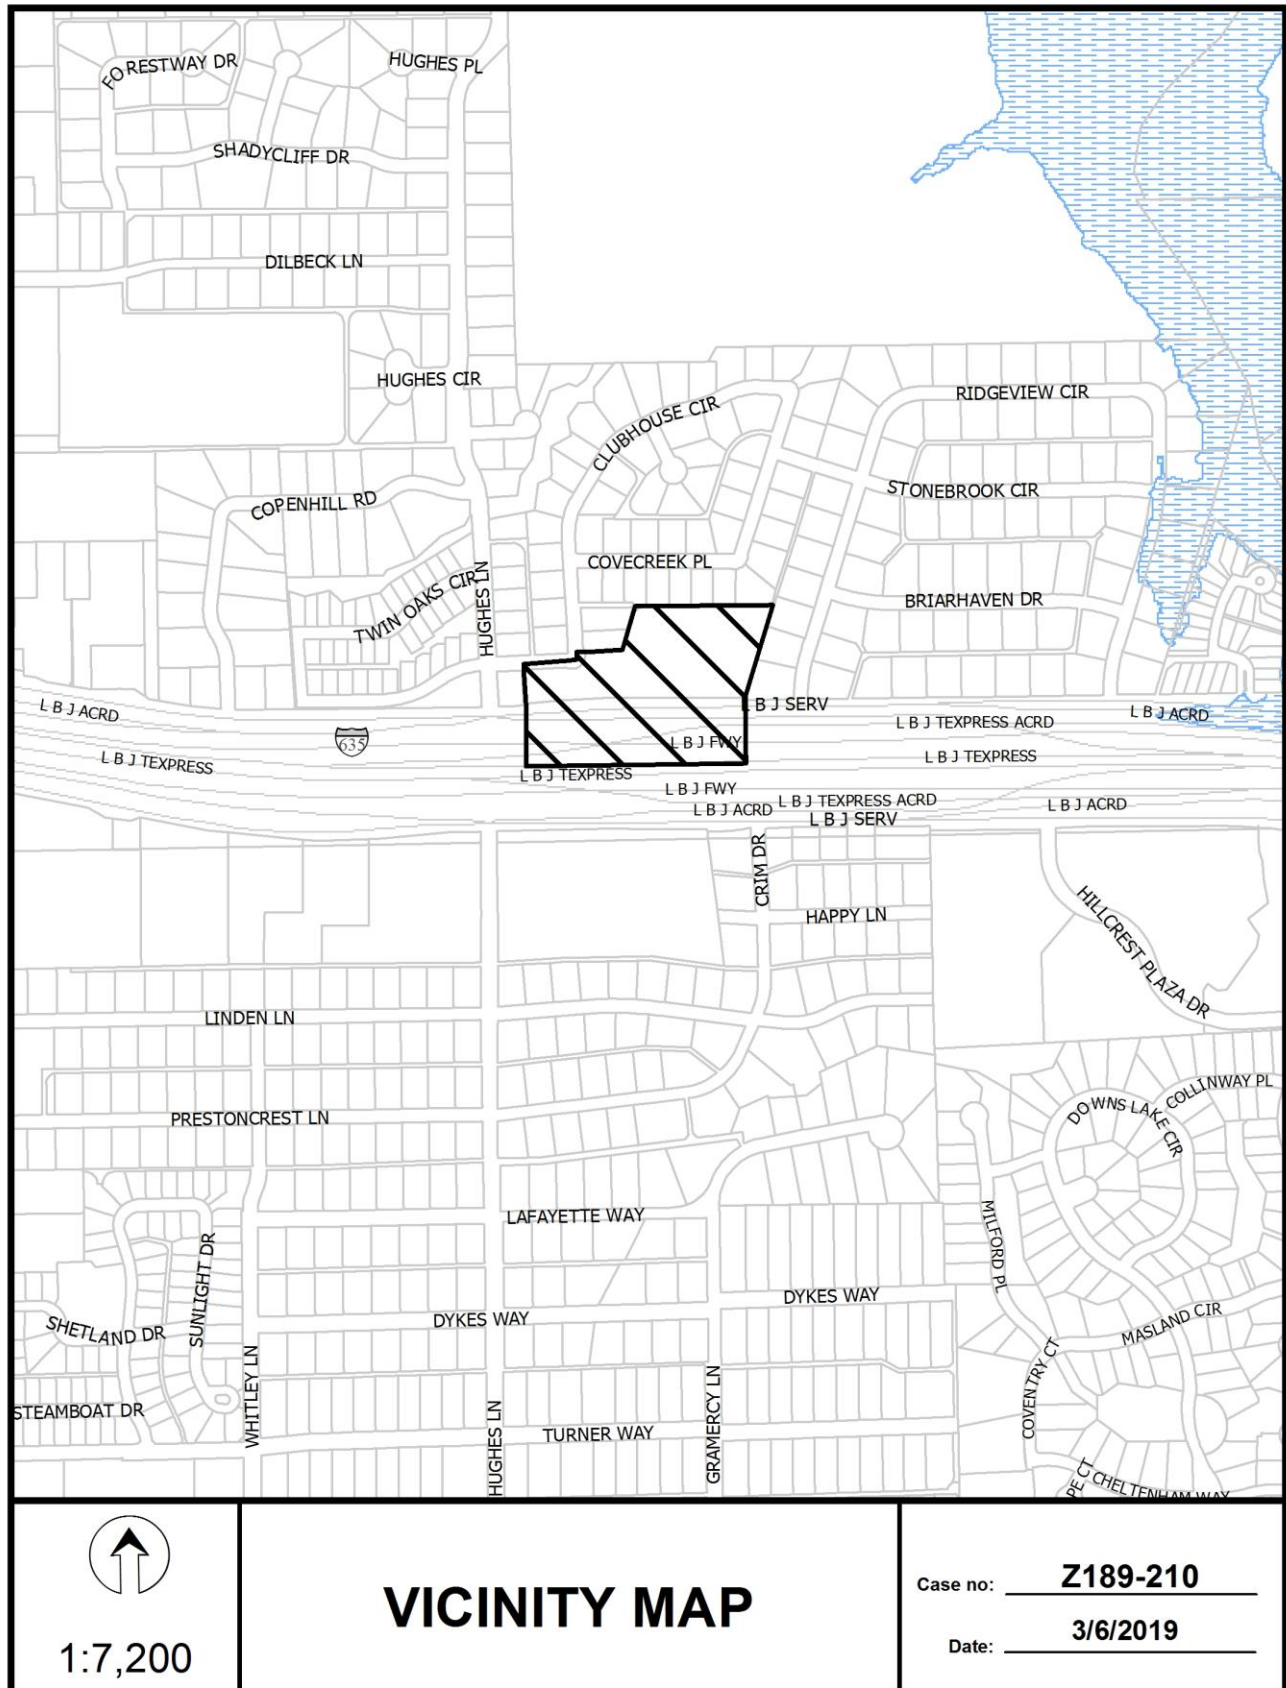 FORESTWAY DR
HUGHES PL
SHADYCLIFF DR
DILBECK LN
HUGHES CIR
CLUBHOUSE CIR
RIDGEVIEW CIR
STONEBROOK CIR
COPENHILL RD
COVECREEK PL
TWIN OAKS CIR
HUGHES LN
BRIARHAVEN DR
L B J ACRD
L B J SERV
L B J TEXPRESS ACRD
L B J ACRD
635
L B J FWY
L B J TEXPRESS
L B J TEXPRESS
L B J TEXPRESS
L B J FWY
L B J ACRD
L B J TEXPRESS ACRD
L B J ACRD
L B J SERV
CRIM DR
HAPPY LN
HILLCREST PLAZA DR
LINDEN LN
PRESTONCREST LN
DOWNS LAKE CIR
COLLINWAY PL
LAFAYETTE WAY
MILFORD PL
SUNLIGHT DR
SHETLAND DR
DYKES WAY
DYKES WAY
MASLAND CIR
COVENTRY CT
STEAMBOAT DR
WHITLEY LN
HUGHES LN
TURNER WAY
GRAMERCY LN
PE CT
CHELTENHAM WAY
1:7,200
VICINITY MAP
Case no: Z189-210
Date: 3/6/2019